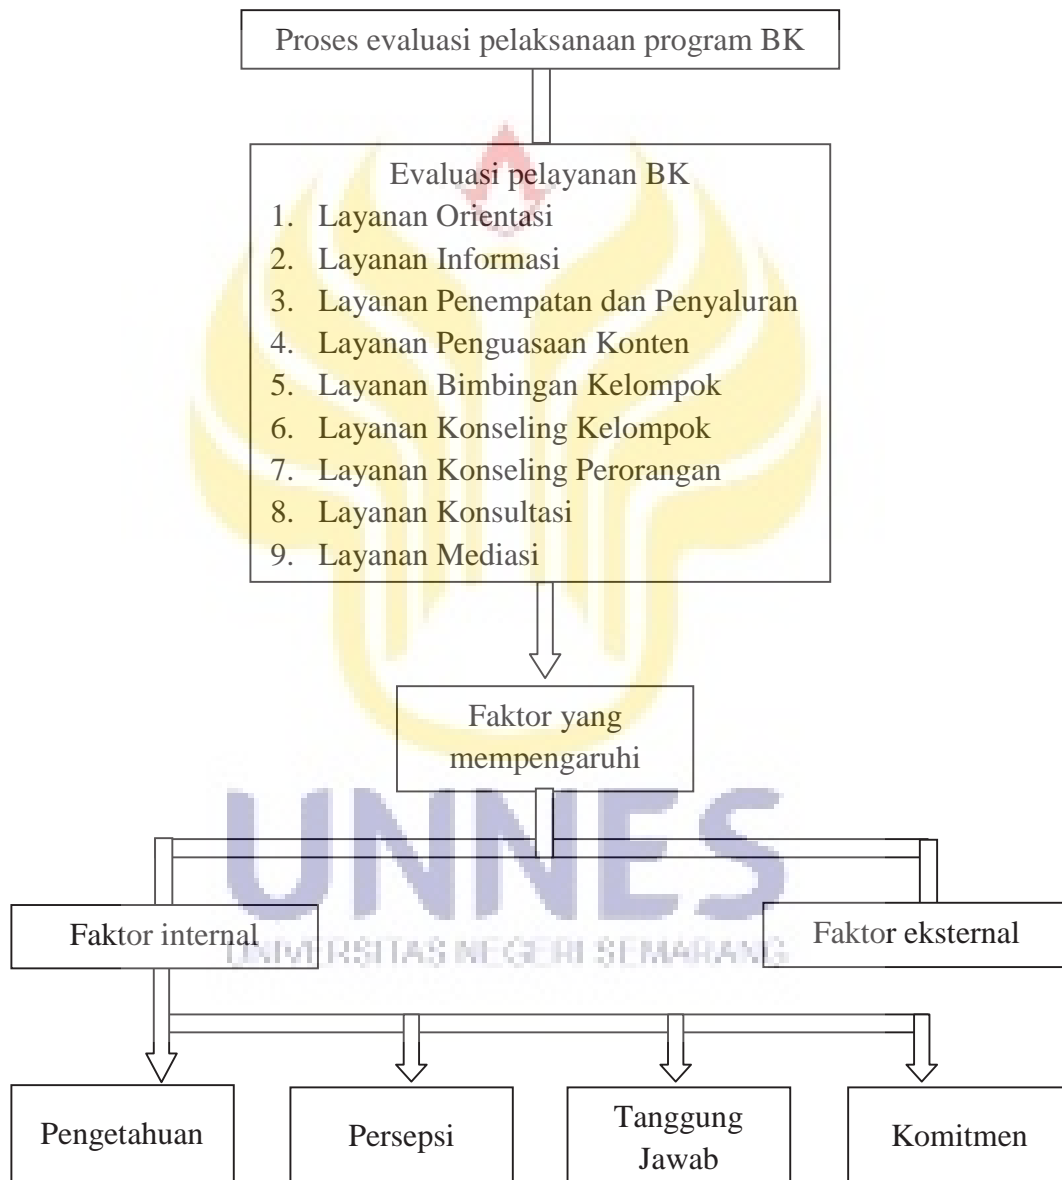 Proses evaluasi pelaksanaan program BK
Evaluasi pelayanan BK
1. Layanan Orientasi
2. Layanan Informasi
3. Layanan Penempatan dan Penyaluran
4. Layanan Penguasaan Konten
5. Layanan Bimbingan Kelompok
6. Layanan Konseling Kelompok
7. Layanan Konseling Perorangan
8. Layanan Konsultasi
9. Layanan Mediasi
Faktor yang
mempengaruhi
UNNES
Faktor internal
Faktor eksternal
UNIVERSITAS NEGERI SEMARANG
Pengetahuan
Persepsi
Tanggung
Jawab
Komitmen